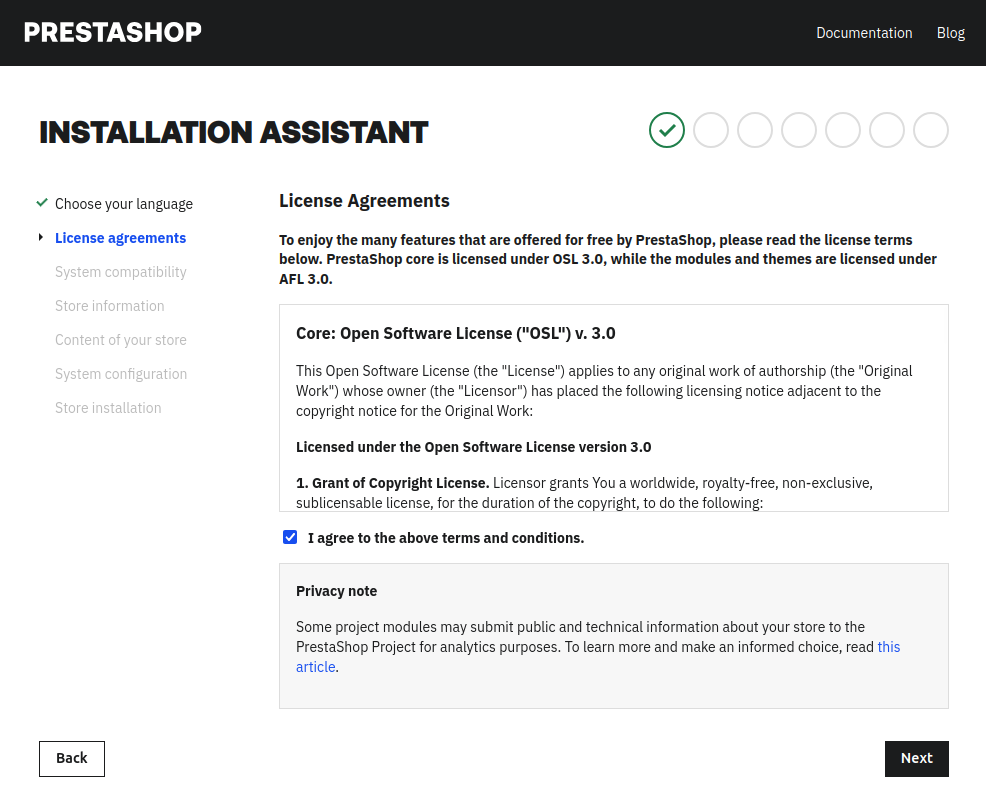 PRESTASHOP
Documentation
Blog
INSTALLATION ASSISTANT
Choose your language
License agreements
System compatibility
Store information
Content of your store
System configuration
Store installation
License Agreements
To enjoy the many features that are offered for free by PrestaShop, please read the license terms
below. PrestaShop core is licensed under OSL 3.0, while the modules and themes are licensed under
AFL 3.0.
Core: Open Software License ("OSL") v. 3.0
This Open Software License (the "License") applies to any original work of authorship (the "Original
Work") whose owner (the "Licensor") has placed the following licensing notice adjacent to the
copyright notice for the Original Work:
Licensed under the Open Software License version 3.0
1. Grant of Copyright License. Licensor grants You a worldwide, royalty-free, non-exclusive,
sublicensable license, for the duration of the copyright, to do the following:
I agree to the above terms and conditions.
Privacy note
Some project modules may submit public and technical information about your store to the
PrestaShop Project for analytics purposes. To learn more and make an informed choice, read this
article.
Back
Next